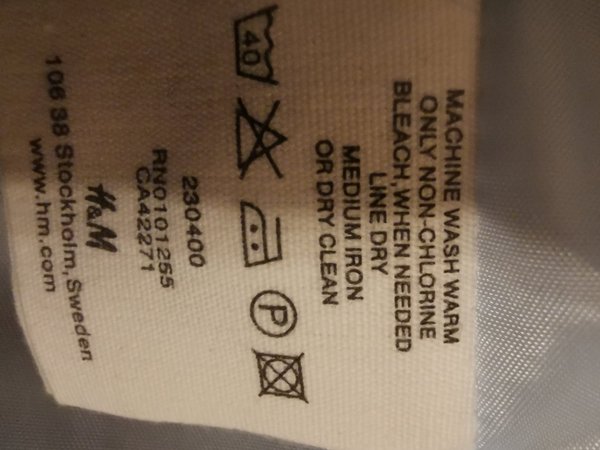 MACHINE WASH WARM
ONLY NON-CHLORINE
BLEACH,WHEN NEEDED
LINE DRY
MEDIUM IRON
OR DRY CLEAN
40
P
230400
RN0101255
CA42271
H&M
106 38 Stockholm,Sweden
www.hm.com